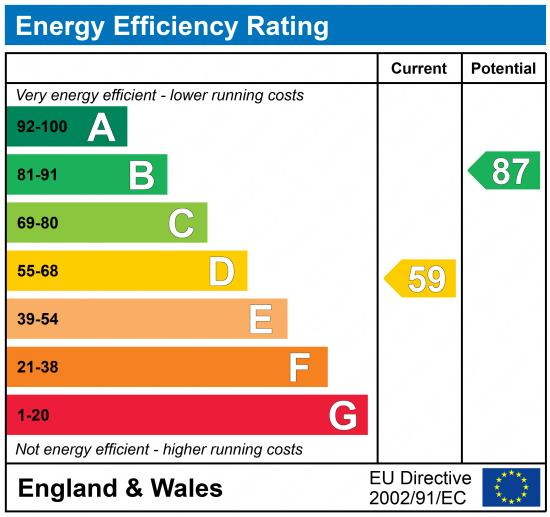 Energy Efficiency Rating
Current Potential
Very energy efficient - lower running costs
92-100 A
81-91 B 87
69-80 C
55-68 D 59
39-54 E
21-38 F
1-20 G
Not energy efficient - higher running costs
England & Wales
EU Directive
2002/91/EC